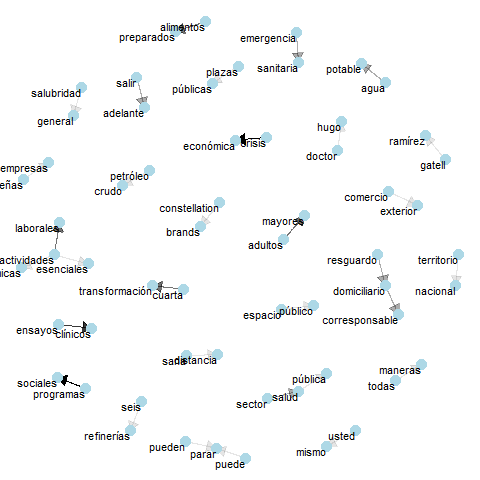 alimentos
preparados
emergencia
sanitaria
plazas
públicas
potable
agua
salir
adelante
salubridad
general
hugo
doctor
económica
crisis
ramírez
gatell
empresas
eñas
petróleo
crudo
comercio
exterior
constellation
brands
mayores
adultos
laborales
actividades
nicas
esenciales
resguardo
domiciliario
corresponsable
territorio
nacional
transformación
cuarta
espacio
público
ensayos
clínicos
sana
distancia
maneras
todas
sociales
programas
pública
salud
sector
seis
refinerías
usted
mismo
pueden
parar
puede